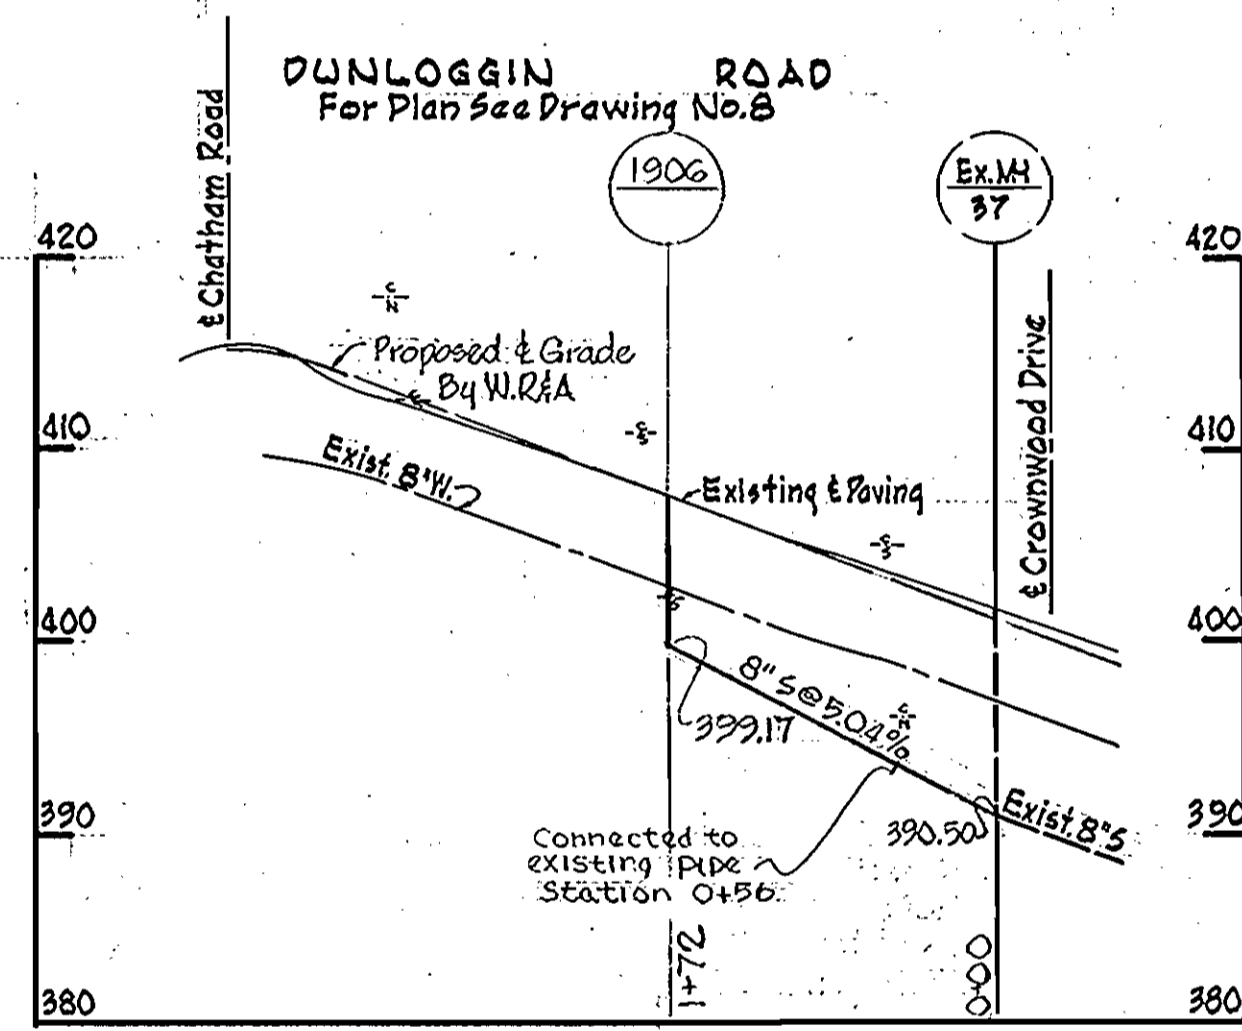 DUNLOGGIN ROAD
For Plan See Drawing No.8
℄ Chatham Road
1906
Ex. MH
37
420
420
Proposed ℄ Grade
By W.R.&A
410
410
Exist. 8"W.
Existing ℄ Paving
℄ Crownwood Drive
400
400
8" S @ 5.04%
399.17
390
390
Exist. 8"S
390.50
Connected to
existing pipe
Station 0+56
1+72
0+00
380
380